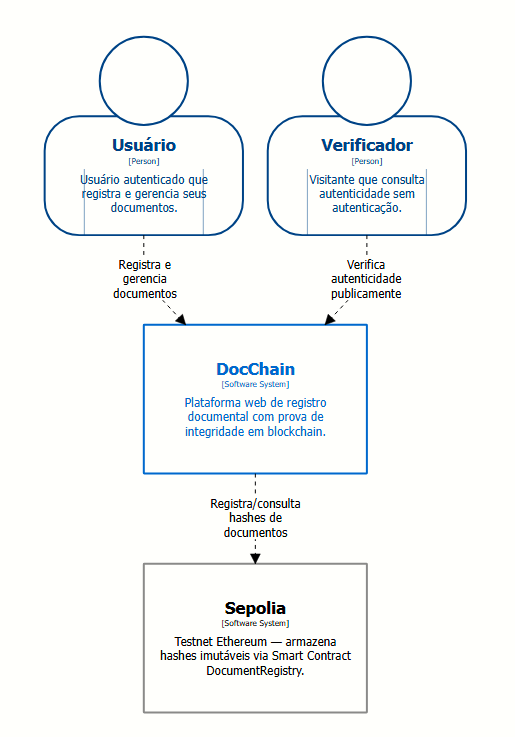 Usuário
[Person]
Usuário autenticado que
registra e gerencia seus
documentos.
Verificador
[Person]
Visitante que consulta
autenticidade sem
autenticação.
Registra e
gerencia
documentos
Verifica
autenticidade
publicamente
DocChain
[Software System]
Plataforma web de registro
documental com prova de
integridade em blockchain.
Registra/consulta
hashes de
documentos
Sepolia
[Software System]
Testnet Ethereum — armazena
hashes imutáveis via Smart Contract
DocumentRegistry.